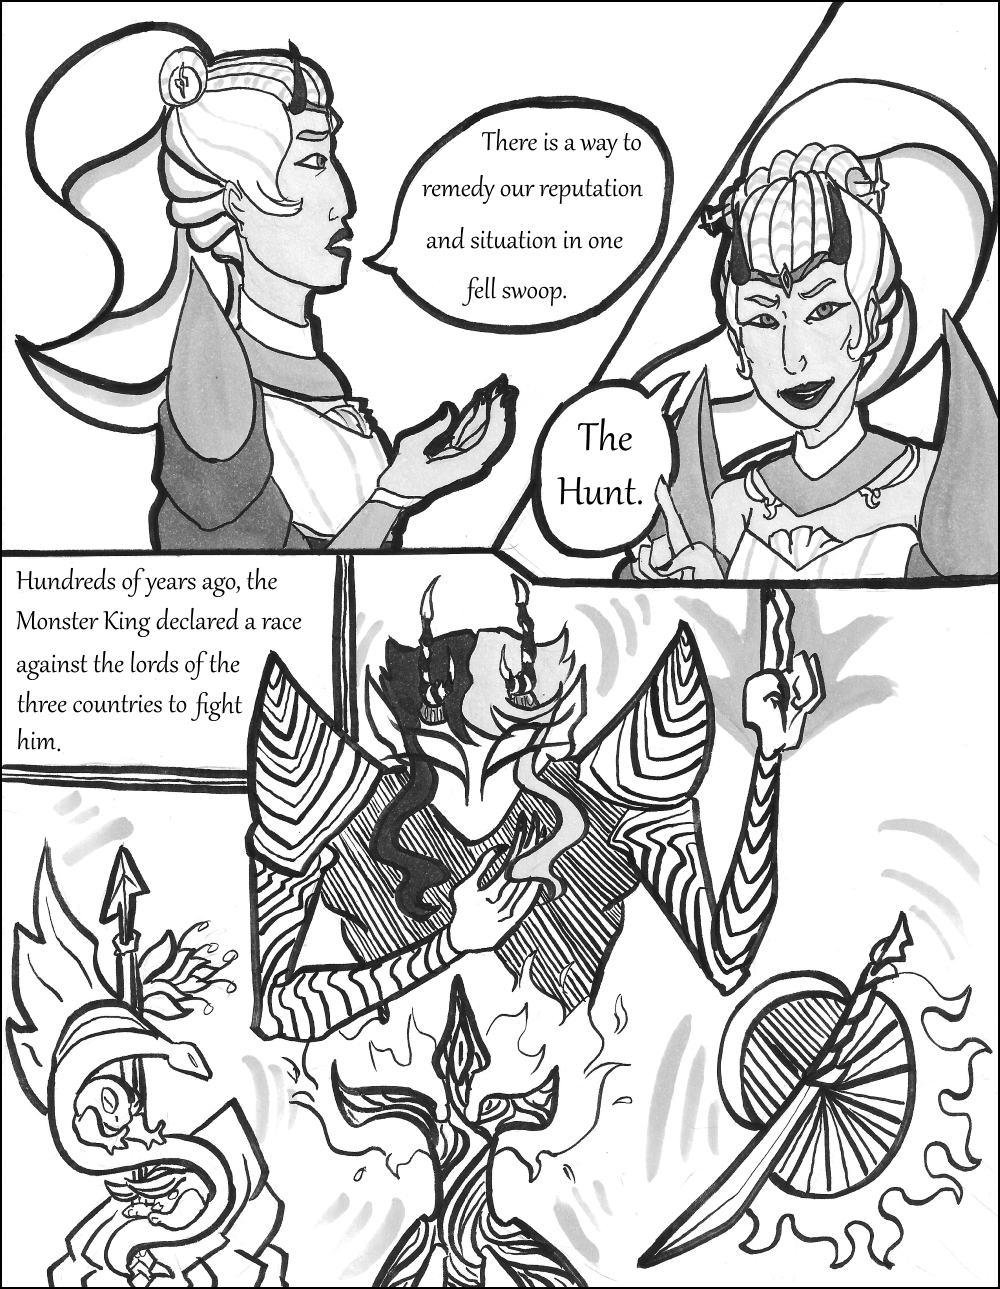 There is a way to
remedy our reputation
and situation in one
fell swoop.
The
Hunt.
Hundreds of years ago, the
Monster King declared a race
against the lords of the
three countries to fight
him.